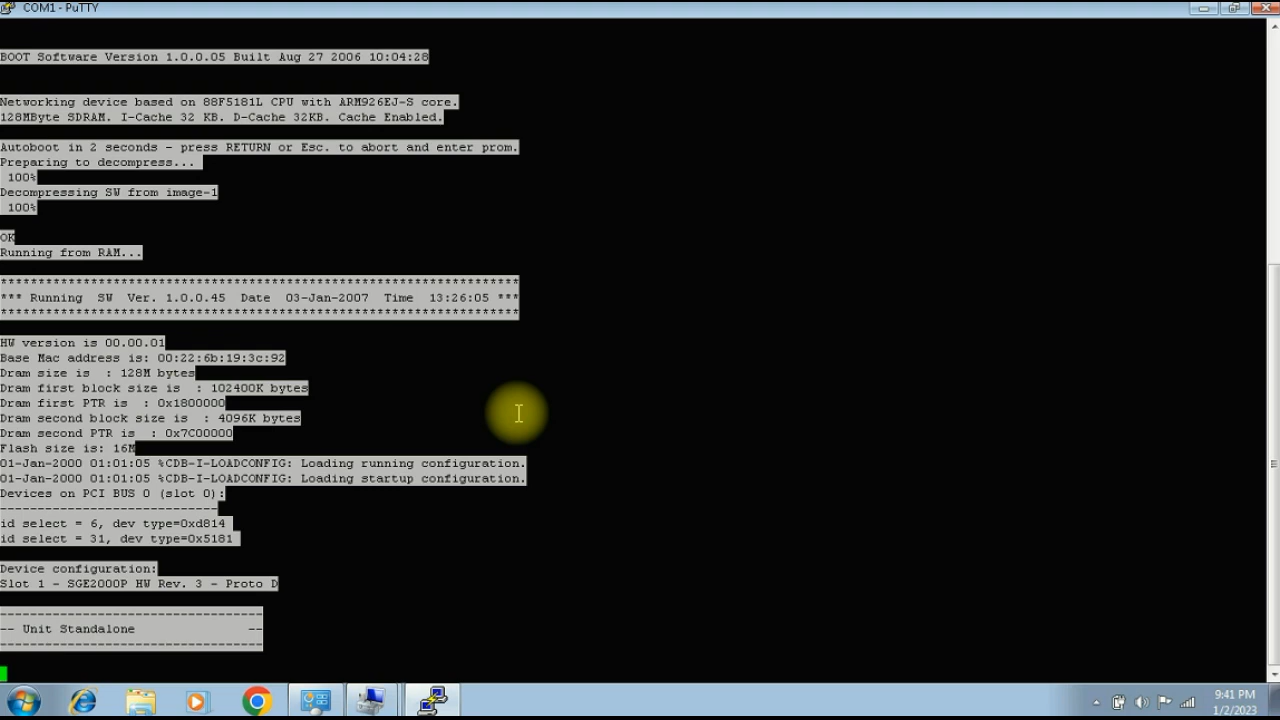 COM1 - PuTTY
BOOT Software Version 1.0.0.05 Built Aug 27 2006 10:04:28
Networking device based on 88F5181L CPU with ARM926EJ-S core.
128MByte SDRAM. I-Cache 32 KB. D-Cache 32KB. Cache Enabled.
Autoboot in 2 seconds - press RETURN or Esc. to abort and enter prom.
Preparing to decompress...
100%
Decompressing SW from image-1
100%
OK
Running from RAM...
*********************************************************************
*** Running SW Ver. 1.0.0.45 Date 03-Jan-2007 Time 13:26:05 ***
*********************************************************************
HW version is 00.00.01
Base Mac address is: 00:22:6b:19:3c:92
Dram size is : 128M bytes
Dram first block size is : 102400K bytes
Dram first PTR is : 0x1800000
Dram second block size is : 4096K bytes
Dram second PTR is : 0x7C00000
Flash size is: 16M
01-Jan-2000 01:01:05 %CDB-I-LOADCONFIG: Loading running configuration.
01-Jan-2000 01:01:05 %CDB-I-LOADCONFIG: Loading startup configuration.
Devices on PCI BUS 0 (slot 0):
-----------------------------
id select = 6, dev type=0xd814
id select = 31, dev type=0x5181
Device configuration:
Slot 1 - SGE2000P HW Rev. 3 - Proto D
-----------------------------------
-- Unit Standalone --
-----------------------------------
9:41 PM
1/2/2023